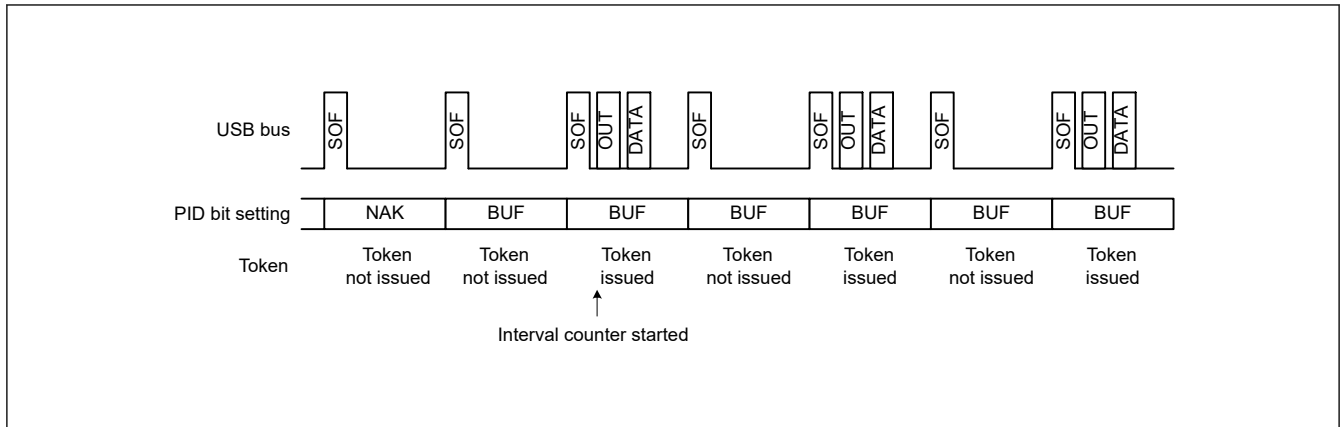 USB bus
SOF SOF SOF OUT DATA SOF SOF OUT DATA SOF SOF OUT DATA
PID bit setting NAK BUF BUF BUF BUF BUF BUF
Token Token not issued Token not issued Token issued Token not issued Token issued Token not issued Token issued
Interval counter started